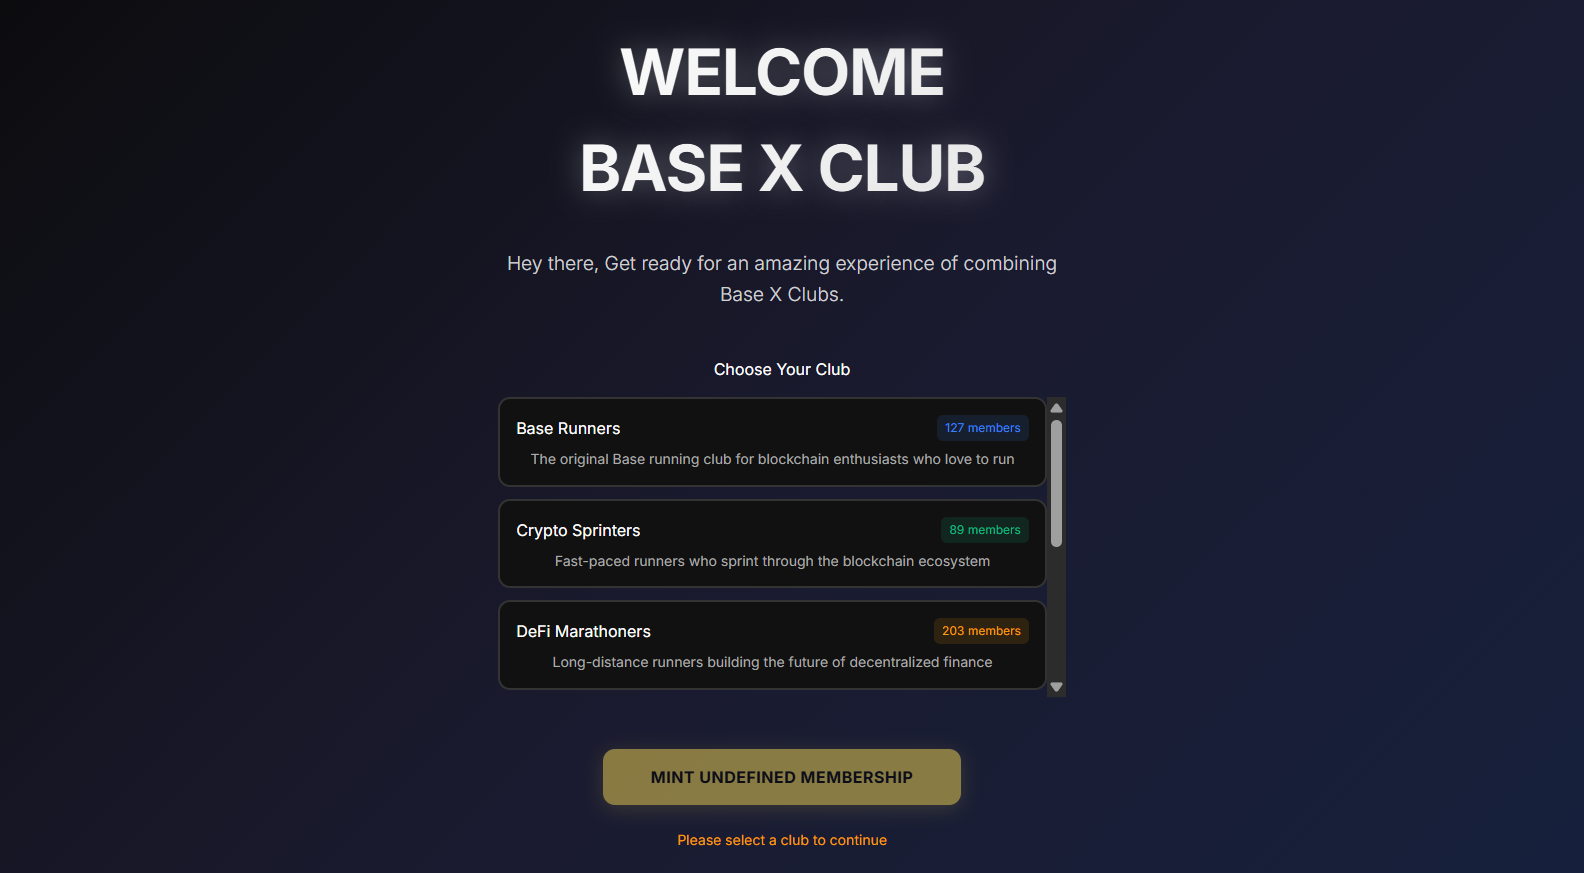 WELCOME
BASE X CLUB
Hey there, Get ready for an amazing experience of combining
Base X Clubs.
Choose Your Club
Base Runners
127 members
The original Base running club for blockchain enthusiasts who love to run
Crypto Sprinters
89 members
Fast-paced runners who sprint through the blockchain ecosystem
DeFi Marathoners
203 members
Long-distance runners building the future of decentralized finance
MINT UNDEFINED MEMBERSHIP
Please select a club to continue